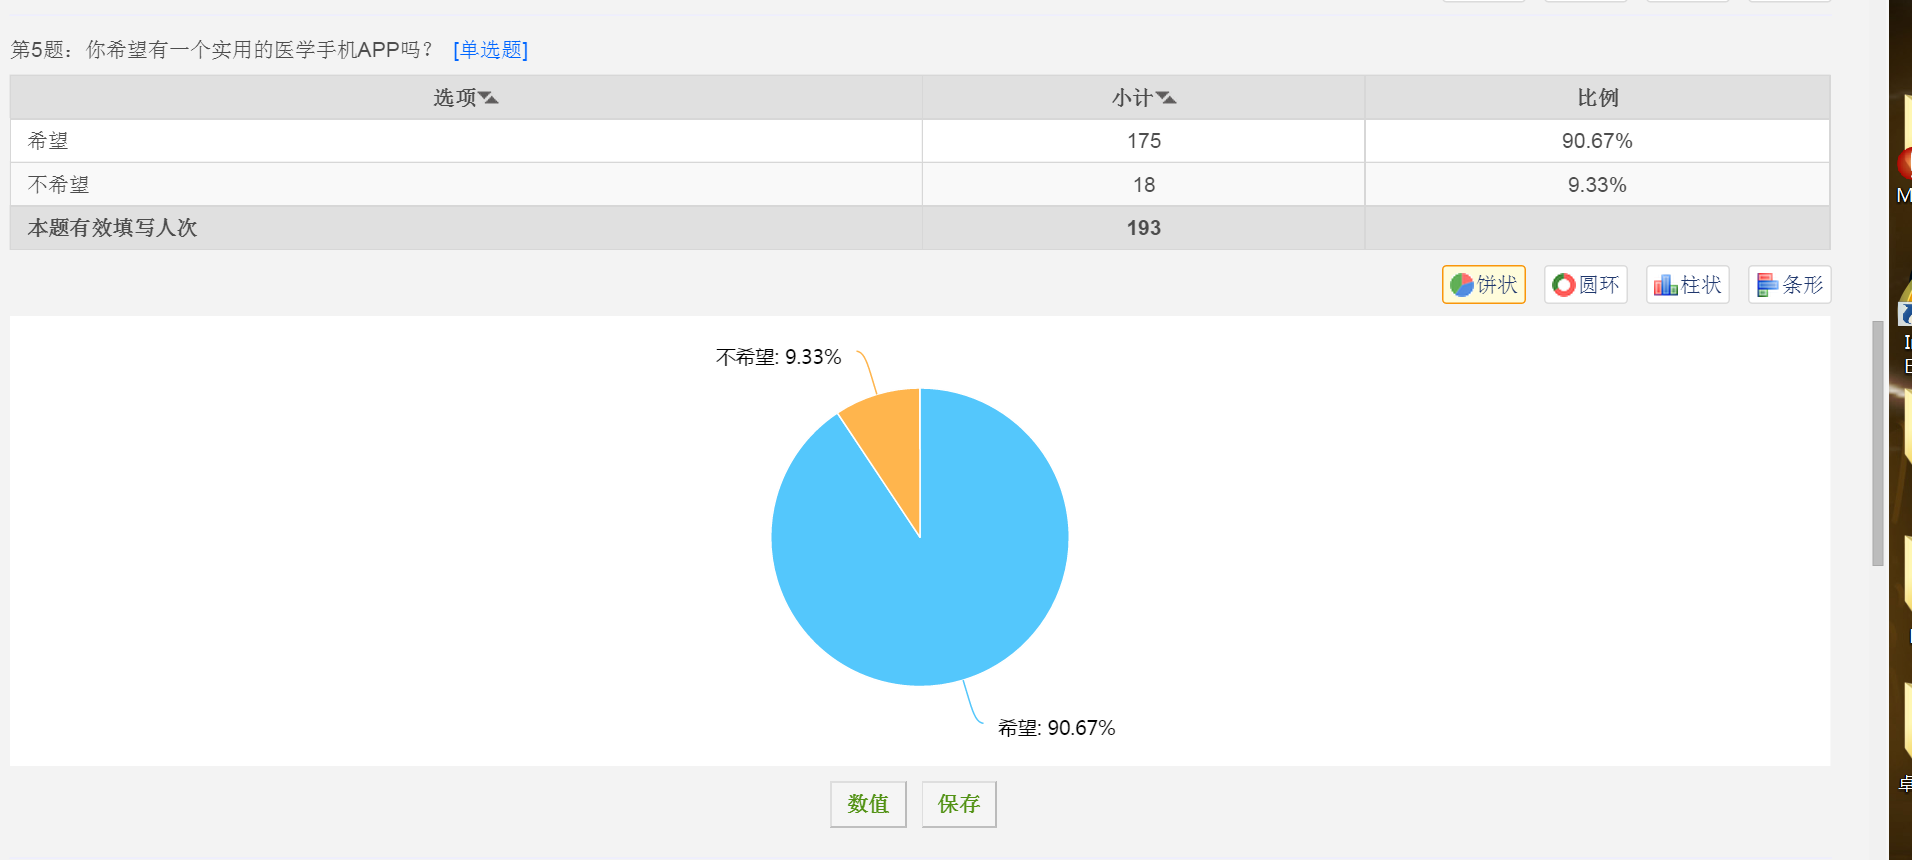 第5题：你希望有一个实用的医学手机APP吗？ [单选题]
选项 小计 比例
希望 175 90.67%
不希望 18 9.33%
本题有效填写人次 193
饼状 圆环 柱状 条形
不希望: 9.33%
希望: 90.67%
数值 保存